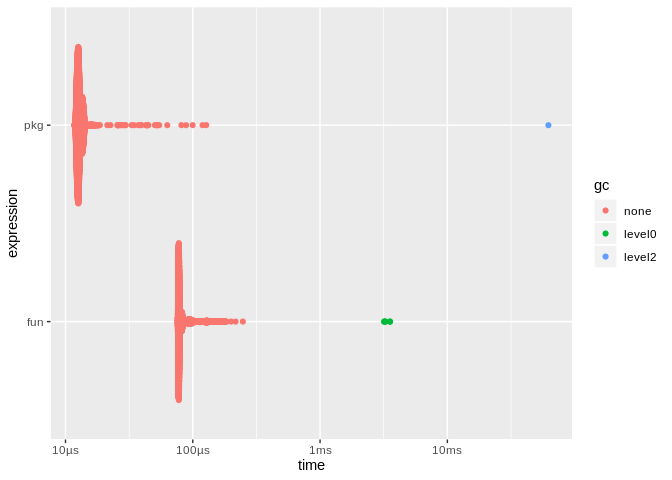 expression
pkg
fun
10µs
100µs
1ms
10ms
time
gc
none
level0
level2